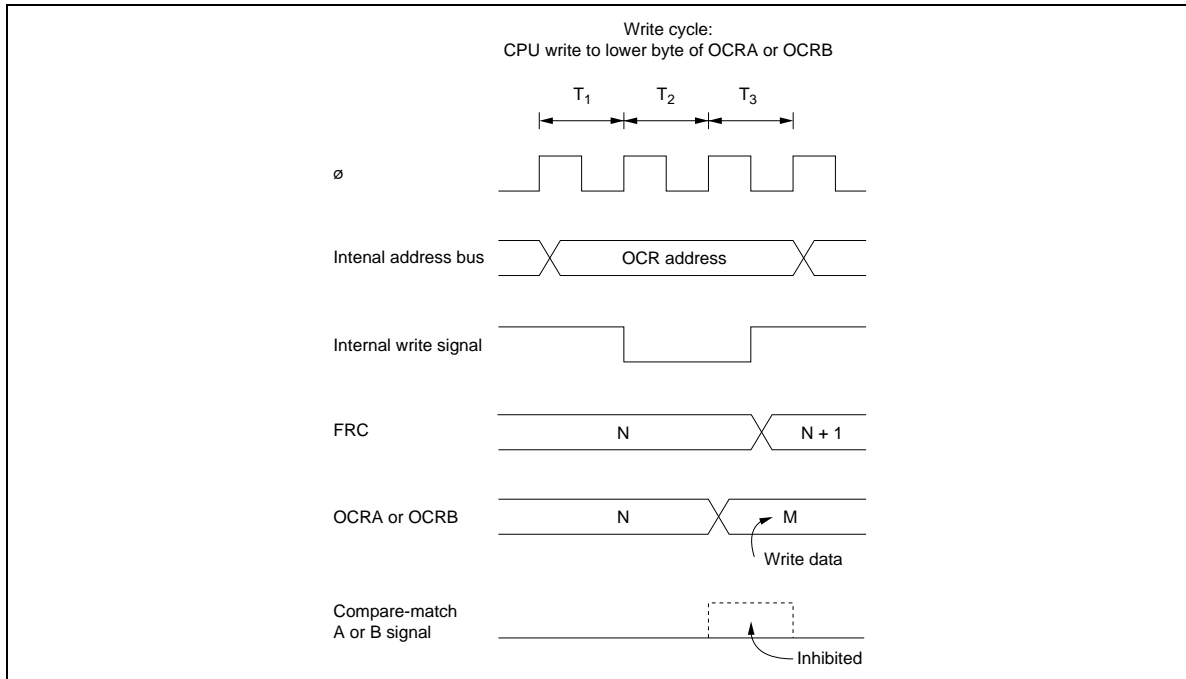 Write cycle:
CPU write to lower byte of OCRA or OCRB
T1 T2 T3
ø
Intenal address bus OCR address
Internal write signal
FRC N N + 1
OCRA or OCRB N M
Write data
Compare-match
A or B signal
Inhibited